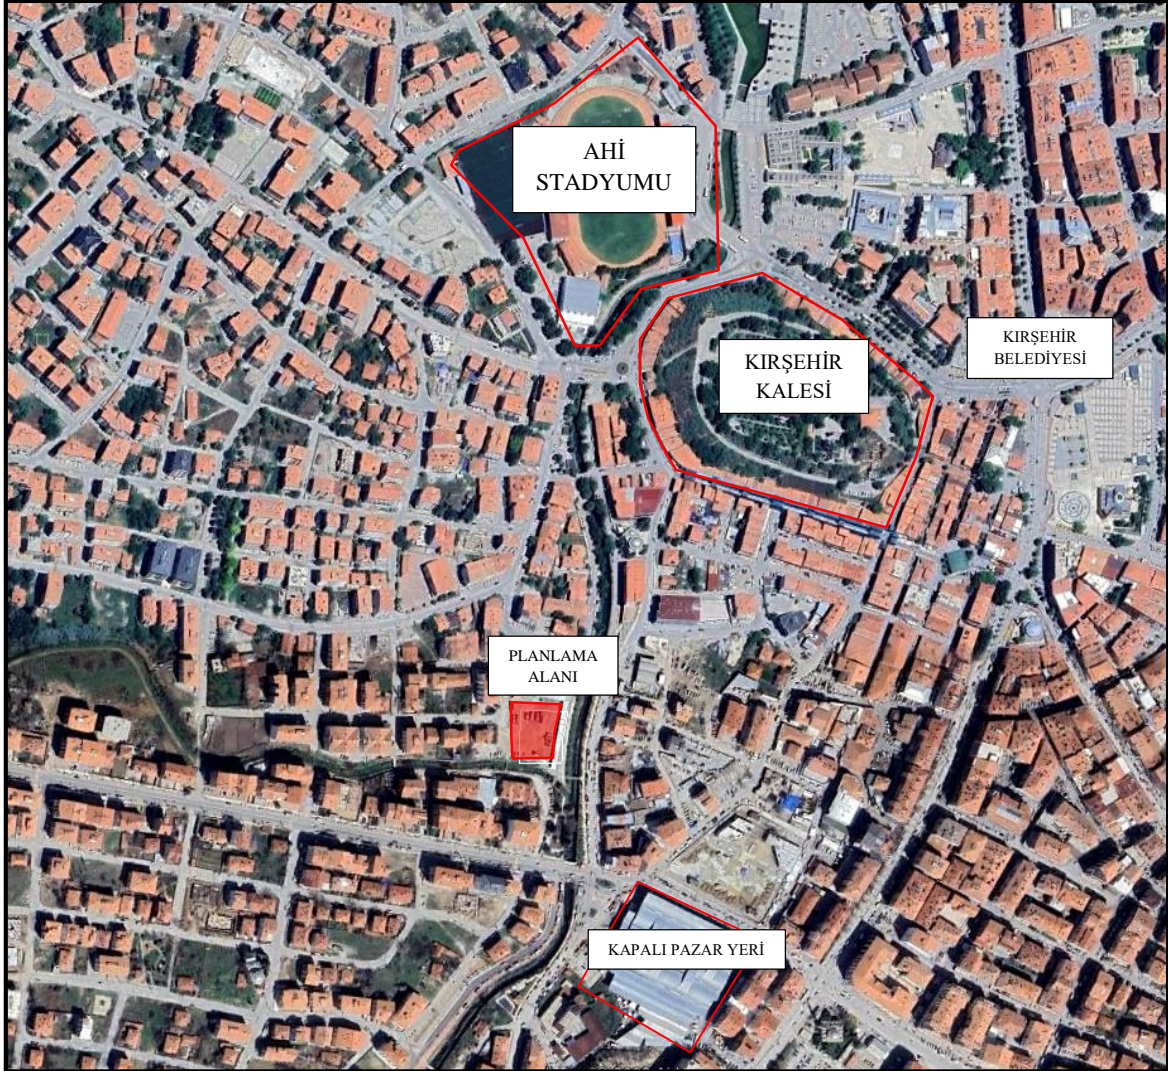 AHİ
STADYUMU
KIRŞEHİR
KALESİ
KIRŞEHİR
BELEDİYESİ
PLANLAMA
ALANI
KAPALI PAZAR YERİ